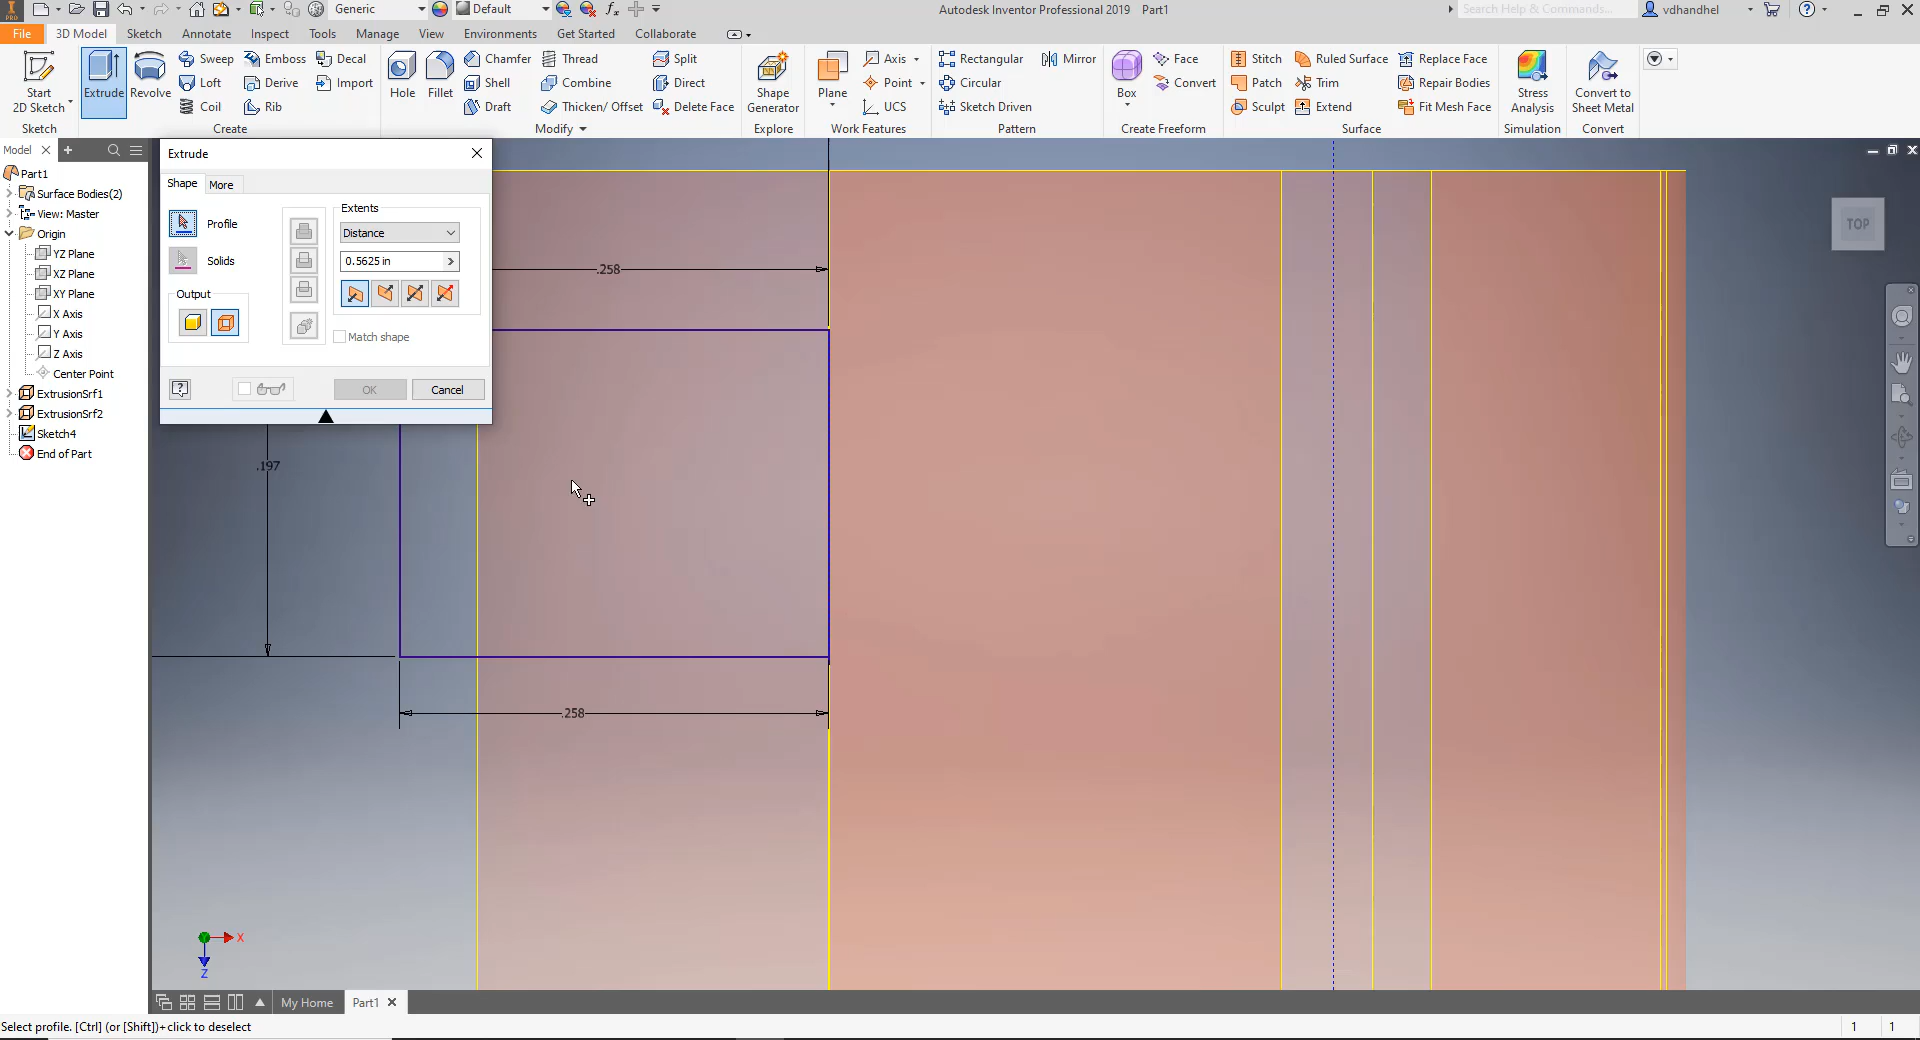 Generic
Default
fx
Autodesk Inventor Professional 2019 Part1
Search Help & Commands...
vdhandhel
PRO
File
3D Model
Sketch
Annotate
Inspect
Tools
Manage
View
Environments
Get Started
Collaborate
Start
2D Sketch
Sketch
Extrude
Revolve
Sweep
Loft
Coil
Emboss
Derive
Rib
Decal
Import
Create
Hole
Fillet
Chamfer
Shell
Draft
Thread
Combine
Thicken/ Offset
Split
Direct
Delete Face
Modify
Shape
Generator
Explore
Plane
Axis
Point
UCS
Work Features
Rectangular
Circular
Sketch Driven
Mirror
Pattern
Box
Face
Convert
Create Freeform
Stitch
Patch
Sculpt
Ruled Surface
Trim
Extend
Replace Face
Repair Bodies
Fit Mesh Face
Surface
Stress
Analysis
Simulation
Convert to
Sheet Metal
Convert
Model
Part1
Surface Bodies(2)
View: Master
Origin
YZ Plane
XZ Plane
XY Plane
X Axis
Y Axis
Z Axis
Center Point
ExtrusionSrf1
ExtrusionSrf2
Sketch4
End of Part
Extrude
Shape
More
Profile
Solids
Output
Extents
Distance
0.5625 in
Match shape
OK
Cancel
.258
.197
.258
TOP
X
Z
My Home
Part1
Select profile. [Ctrl] (or [Shift])+click to deselect
1
1